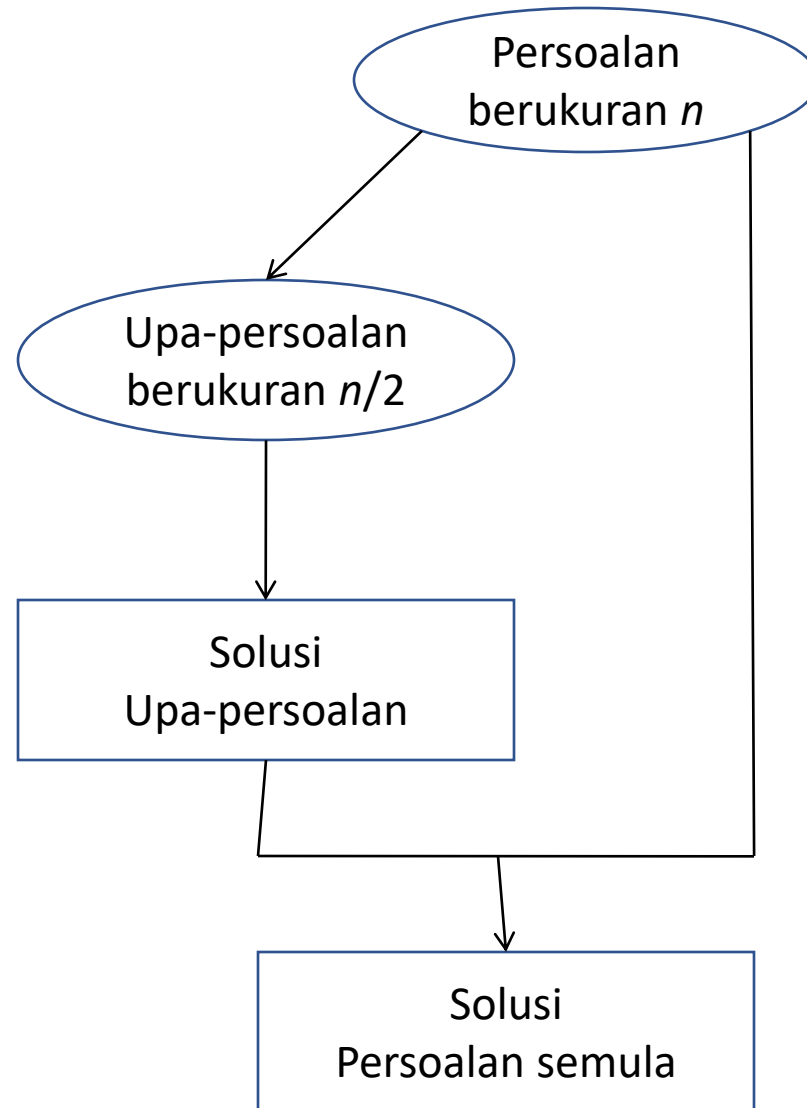 Persoalan
berukuran n
Upa-persoalan
berukuran n/2
Solusi
Upa-persoalan
Solusi
Persoalan semula